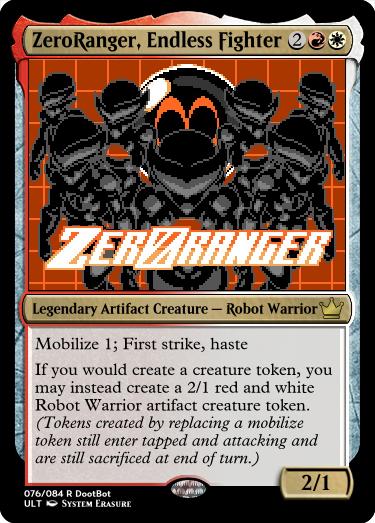 ZeroRanger, Endless Fighter 2
ZERORANGER
Legendary Artifact Creature — Robot Warrior
Mobilize 1; First strike, haste
If you would create a creature token, you
may instead create a 2/1 red and white
Robot Warrior artifact creature token.
(Tokens created by replacing a mobilize
token still enter tapped and attacking and
are still sacrificed at end of turn.)
2/1
076/084 R DootBot
ULT SYSTEM ERASURE